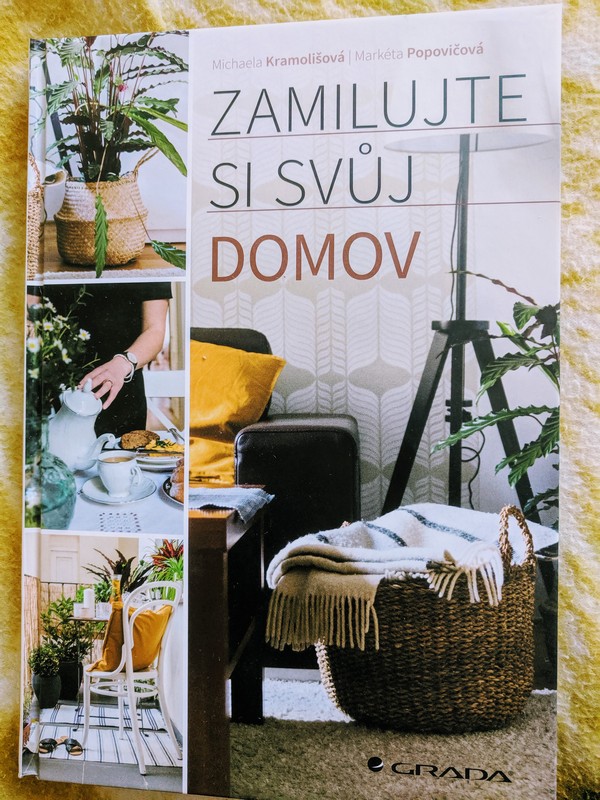 Michaela Kramolišová | Markéta Popovičová
ZAMILUJTE
SI SVŮJ
DOMOV
GRADA